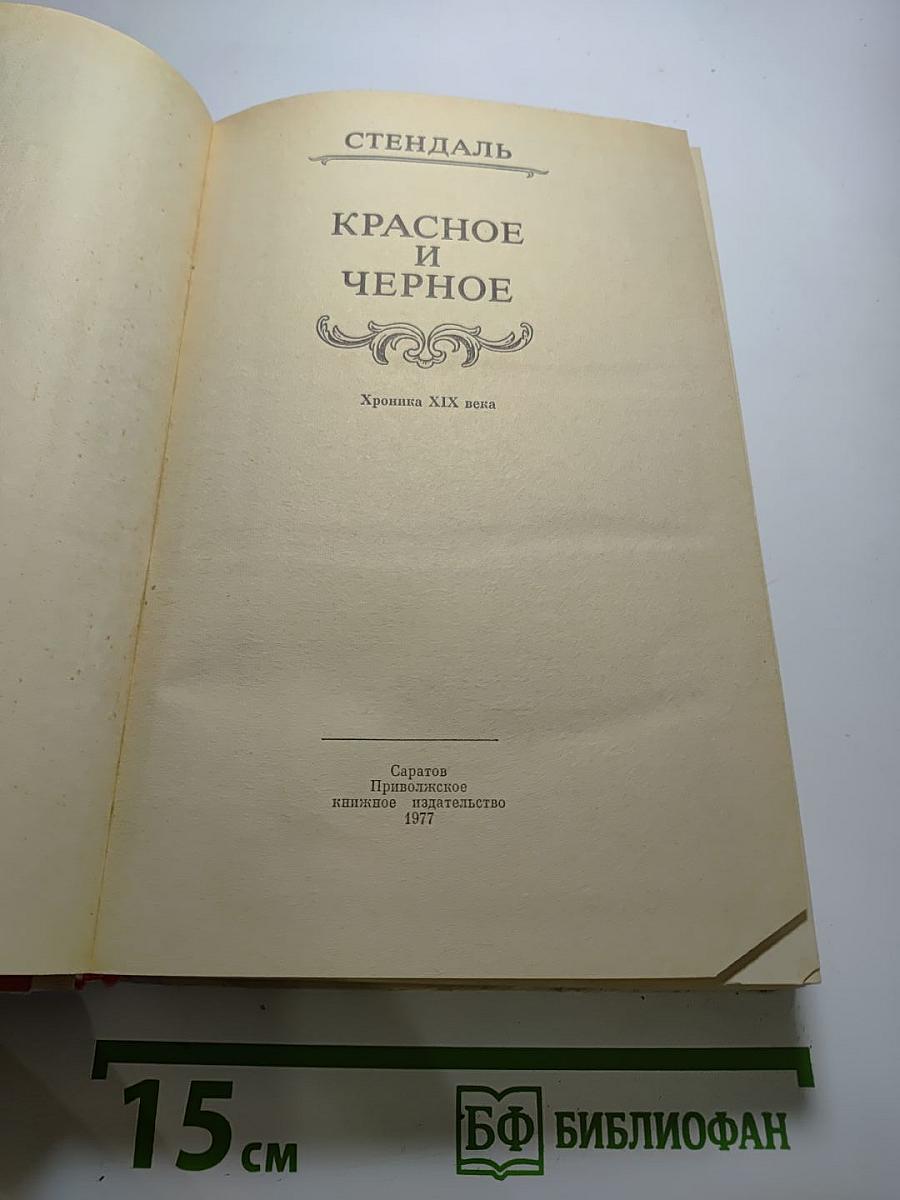 СТЕНДАЛЬ
КРАСНОЕ
И
ЧЕРНОЕ
Хроника XIX века
Саратов
Приволжское
книжное издательство
1977
15 см
БФ БИБЛИОФАН